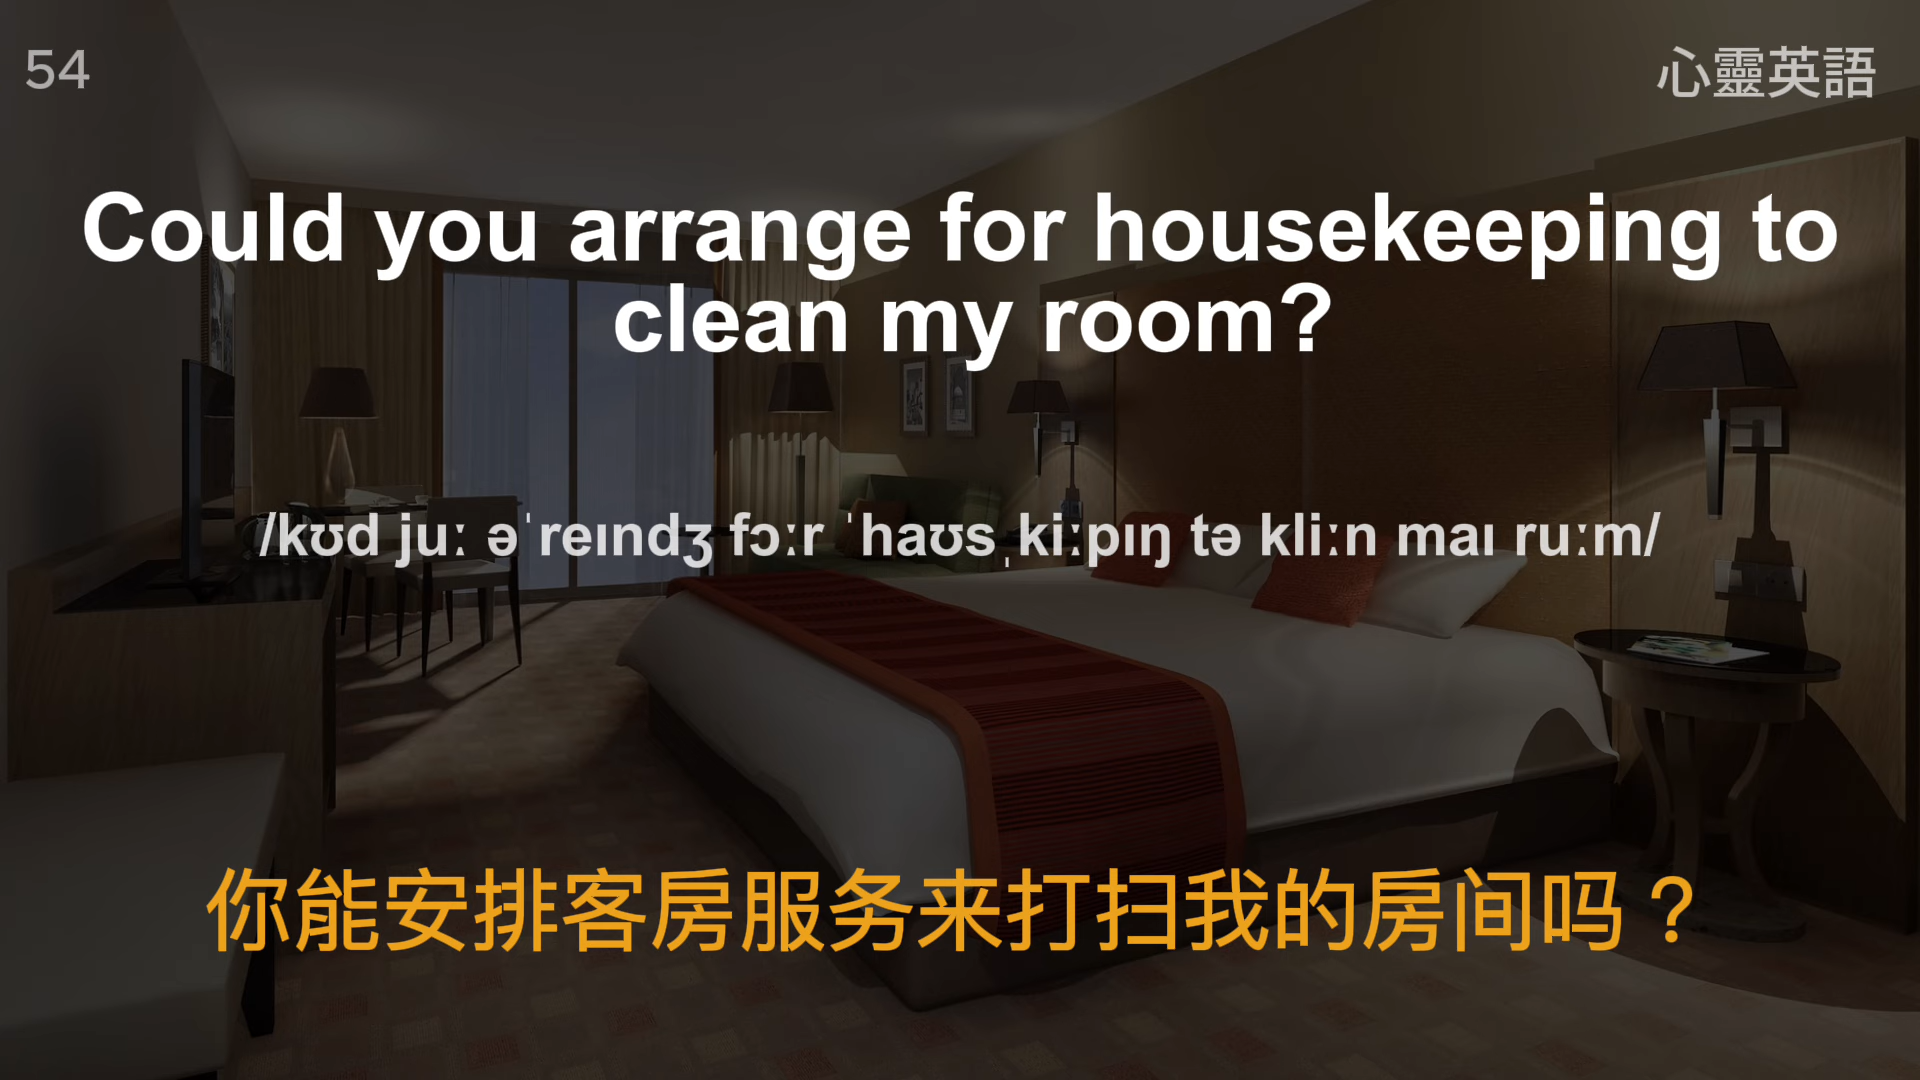 54
心靈英語
Could you arrange for housekeeping to
clean my room?
/kʊd juː əˈreɪndʒ fɔːr ˈhaʊsˌkiːpɪŋ tə kliːn maɪ ruːm/
你能安排客房服务来打扫我的房间吗？